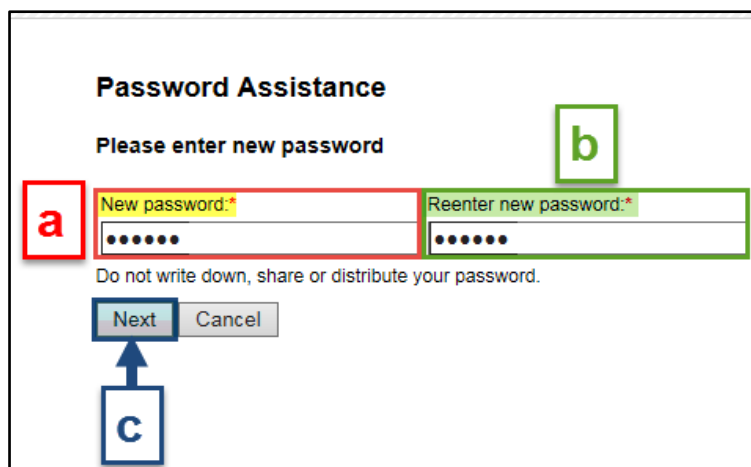 Password Assistance
Please enter new password
b
a
New password:* Reenter new password:*
•••••• ••••••
Do not write down, share or distribute your password.
Next Cancel
c